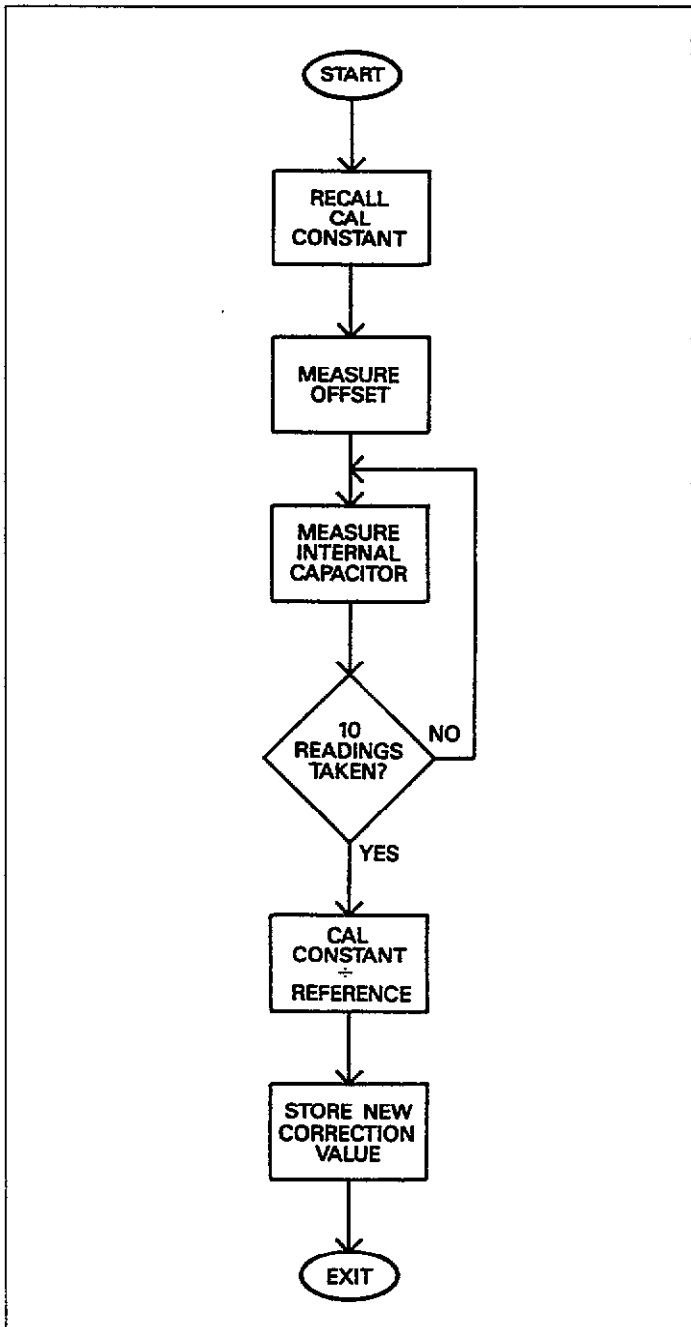 START
RECALL
CAL
CONSTANT
MEASURE
OFFSET
MEASURE
INTERNAL
CAPACITOR
10
READINGS
TAKEN?
NO
YES
CAL
CONSTANT
÷
REFERENCE
STORE NEW
CORRECTION
VALUE
EXIT